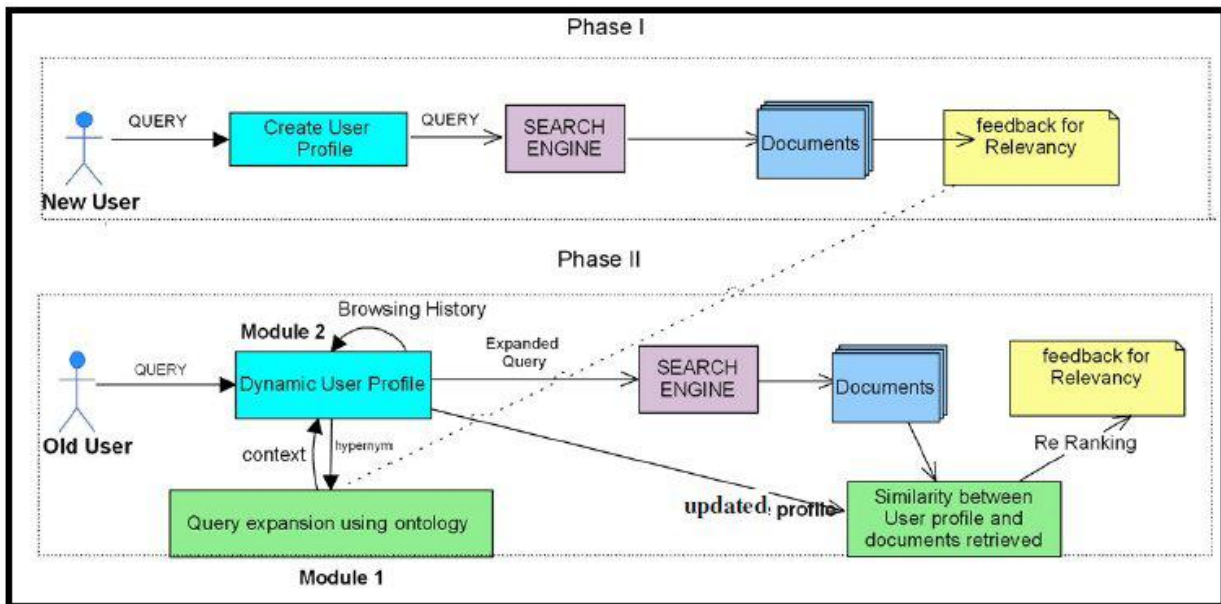 Phase I
QUERY
Create User
Profile
QUERY
SEARCH
ENGINE
Documents
feedback for
Relevancy
New User
Phase II
Browsing History
Module 2
Expanded
Query
QUERY
Dynamic User Profile
SEARCH
ENGINE
Documents
feedback for
Relevancy
Old User
context
hypernym
Re Ranking
Query expansion using ontology
updated profile
Similarity between
User profile and
documents retrieved
Module 1